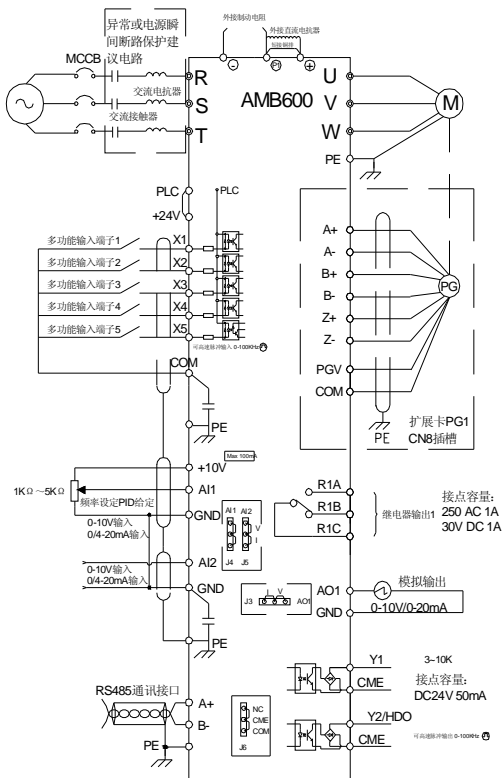 异常或电源瞬
间断路保护建
议电路
MCCB
R
S
T
交流电抗器
交流接触器
外接制动电阻
外接直流电抗器
短接铜排
-
P1
+
AMB600
U
V
W
M
PE
PLC
+24V
PLC
多功能输入端子1
X1
多功能输入端子2
X2
多功能输入端子3
X3
多功能输入端子4
X4
多功能输入端子5
X5
可高速脉冲输入 0-100KHz
COM
PE
A+
A-
B+
B-
Z+
Z-
PGV
COM
PG
PE
扩展卡PG1
CN8插槽
+10V
Max 100mA
1KΩ~5KΩ
AI1
频率设定PID给定
GND
0-10V输入
0/4-20mA输入
AI1 AI2
V
I
J4 J5
AI2
0-10V输入
0/4-20mA输入
GND
PE
R1A
R1B
R1C
继电器输出1
接点容量:
250 AC 1A
30V DC 1A
I V
J3
AO1
AO1
模拟输出
GND
0-10V/0-20mA
Y1
3~10K
CME
接点容量:
DC24V 50mA
Y2/HDO
CME
可高速脉冲输出 0-100KHz
RS485通讯接口
A+
B-
PE
NC
CME
COM
J6